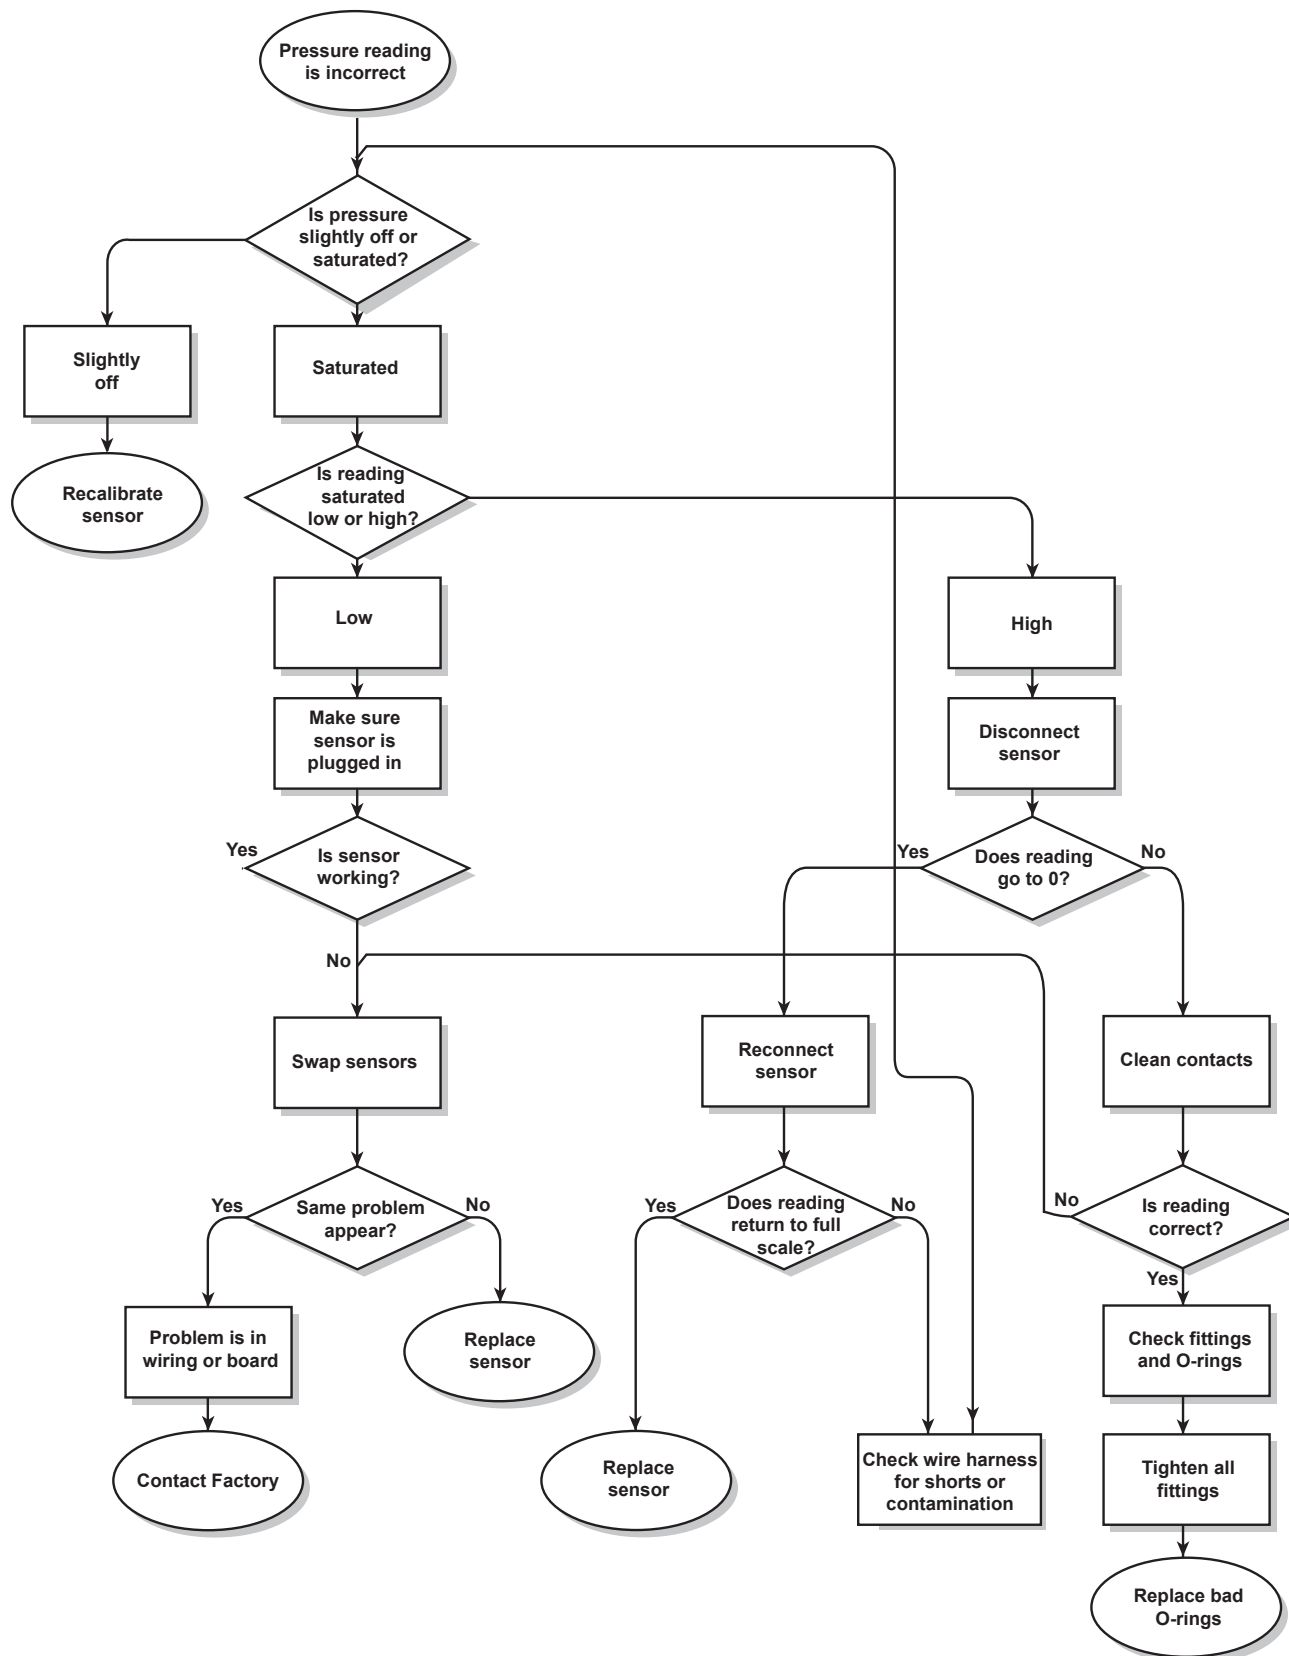 Pressure reading
is incorrect
Is pressure
slightly off or
saturated?
Slightly
off
Saturated
Recalibrate
sensor
Is reading
saturated
low or high?
Low
High
Make sure
sensor is
plugged in
Disconnect
sensor
Yes
Is sensor
working?
Yes
Does reading
go to 0?
No
No
Swap sensors
Reconnect
sensor
Clean contacts
Yes
Same problem
appear?
No
Yes
Does reading
return to full
scale?
No
No
Is reading
correct?
Yes
Problem is in
wiring or board
Replace
sensor
Check fittings
and O-rings
Contact Factory
Replace
sensor
Check wire harness
for shorts or
contamination
Tighten all
fittings
Replace bad
O-rings